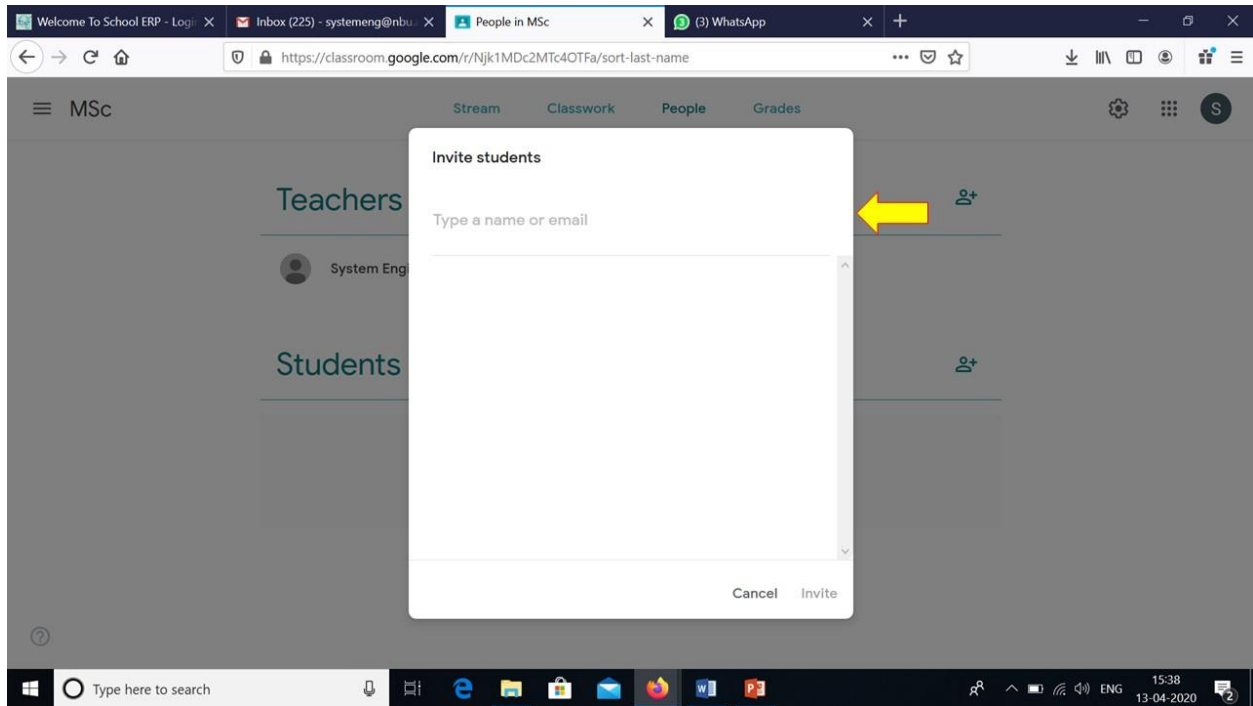 Welcome To School ERP - Login
Inbox (225) - systemeng@nbu
People in MSc
(3) WhatsApp
https://classroom.google.com/r/Njk1MDc2MTc4OTFa/sort-last-name
MSc
Stream Classwork People Grades
S
Invite students
Teachers
Type a name or email
System Engi
Students
Cancel Invite
Type here to search
ENG
15:38
13-04-2020
2